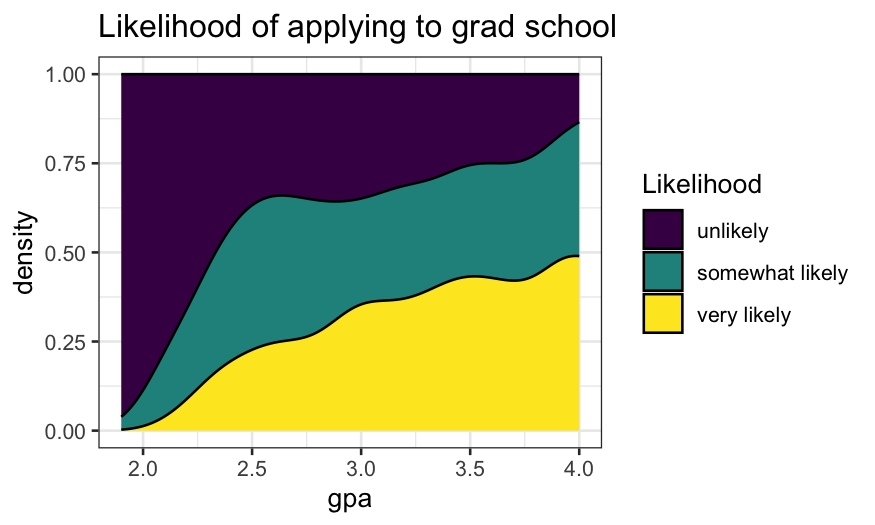 Likelihood of applying to grad school
density
1.00
0.75
0.50
0.25
0.00
2.0 2.5 3.0 3.5 4.0
gpa
Likelihood
unlikely
somewhat likely
very likely